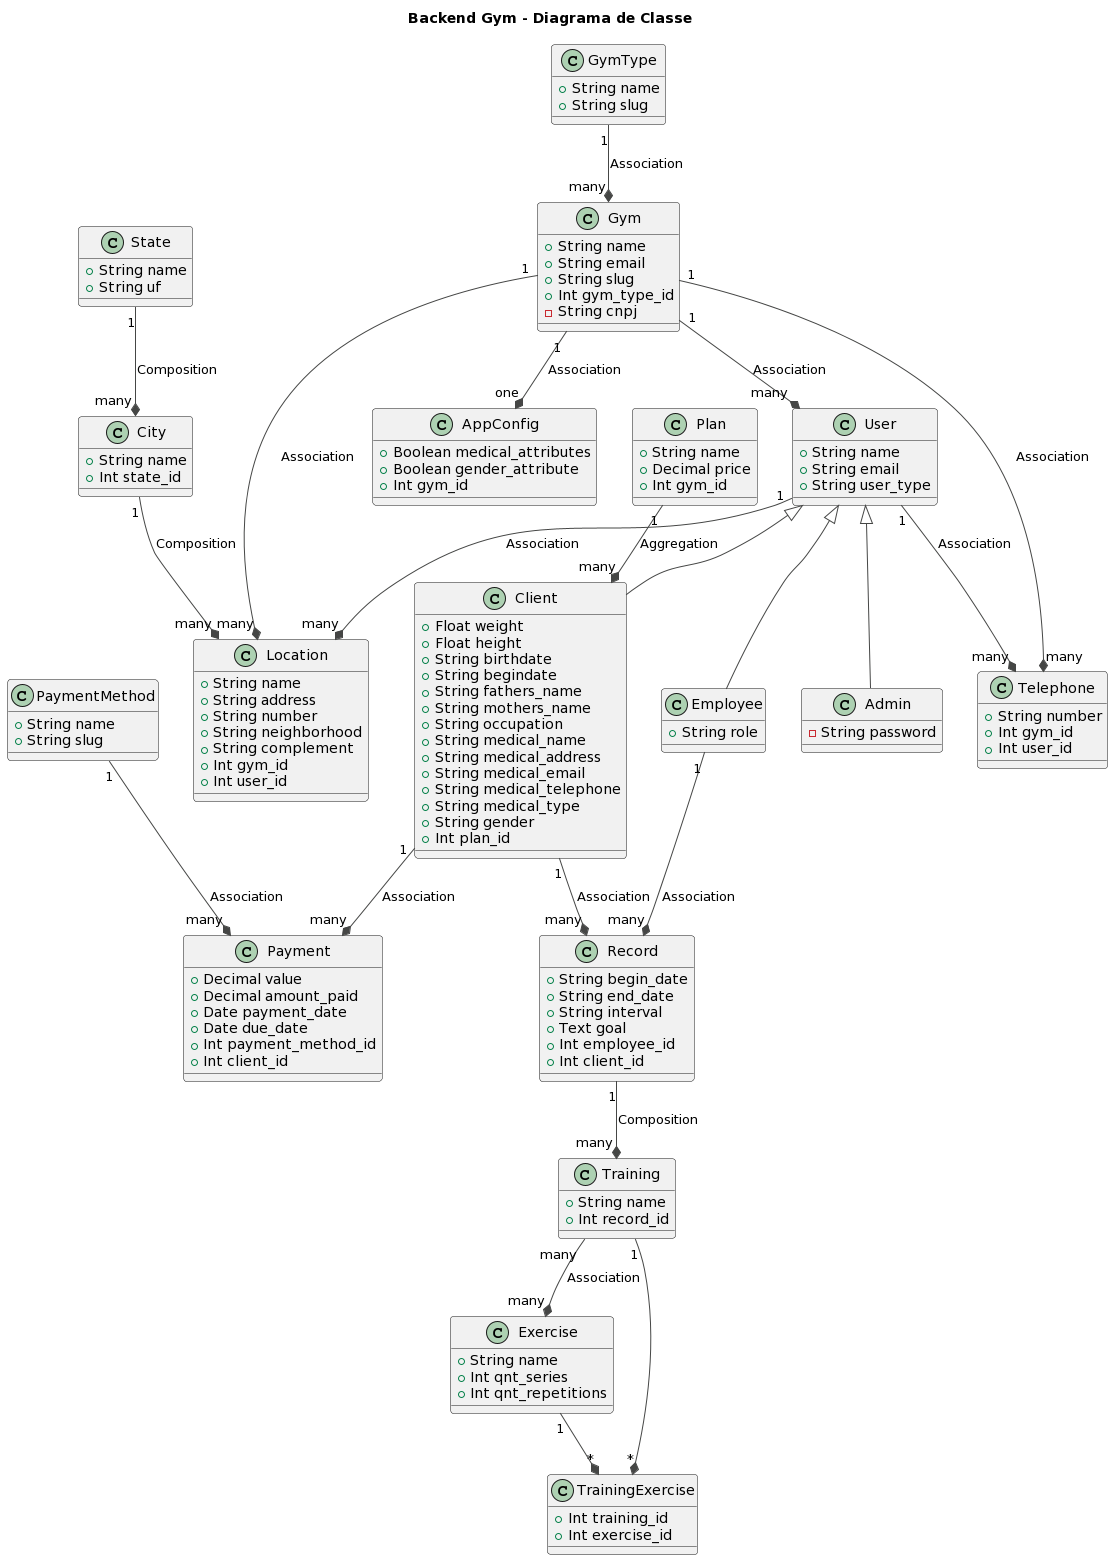 Backend Gym - Diagrama de Classe
C GymType
String name
String slug
1
Association
many
C Gym
String name
String email
String slug
Int gym_type_id
String cnpj
C State
String name
String uf
1
Composition
many
1
1
1
1
Association
one
Association
many
Association
Association
C City
String name
Int state_id
C AppConfig
Boolean medical_attributes
Boolean gender_attribute
Int gym_id
C Plan
String name
Decimal price
Int gym_id
C User
String name
String email
String user_type
1
Composition
many
many
1
Association
many
1
Aggregation
many
1
Association
many
many
C Location
String name
String address
String number
String neighborhood
String complement
Int gym_id
Int user_id
C Client
Float weight
Float height
String birthdate
String begindate
String fathers_name
String mothers_name
String occupation
String medical_name
String medical_address
String medical_email
String medical_telephone
String medical_type
String gender
Int plan_id
C PaymentMethod
String name
String slug
C Employee
String role
C Admin
String password
C Telephone
String number
Int gym_id
Int user_id
1
Association
many
1
Association
many
1
Association
many
1
Association
many
C Payment
Decimal value
Decimal amount_paid
Date payment_date
Date due_date
Int payment_method_id
Int client_id
C Record
String begin_date
String end_date
String interval
Text goal
Int employee_id
Int client_id
1
Composition
many
C Training
String name
Int record_id
many
Association
many
1
C Exercise
String name
Int qnt_series
Int qnt_repetitions
1
*
*
C TrainingExercise
Int training_id
Int exercise_id